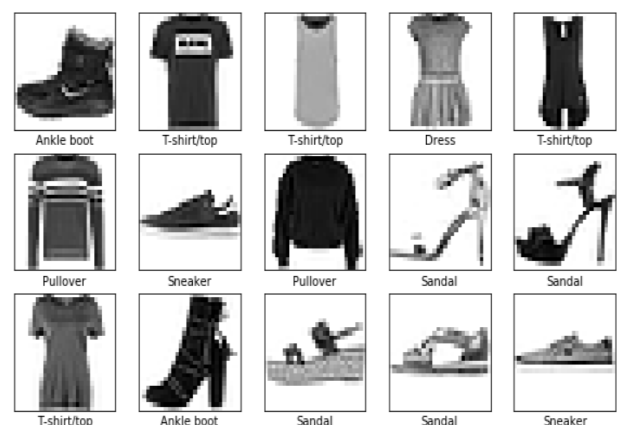 Ankle boot
T-shirt/top
T-shirt/top
Dress
T-shirt/top
Pullover
Sneaker
Pullover
Sandal
Sandal
T-shirt/top
Ankle boot
Sandal
Sandal
Sneaker